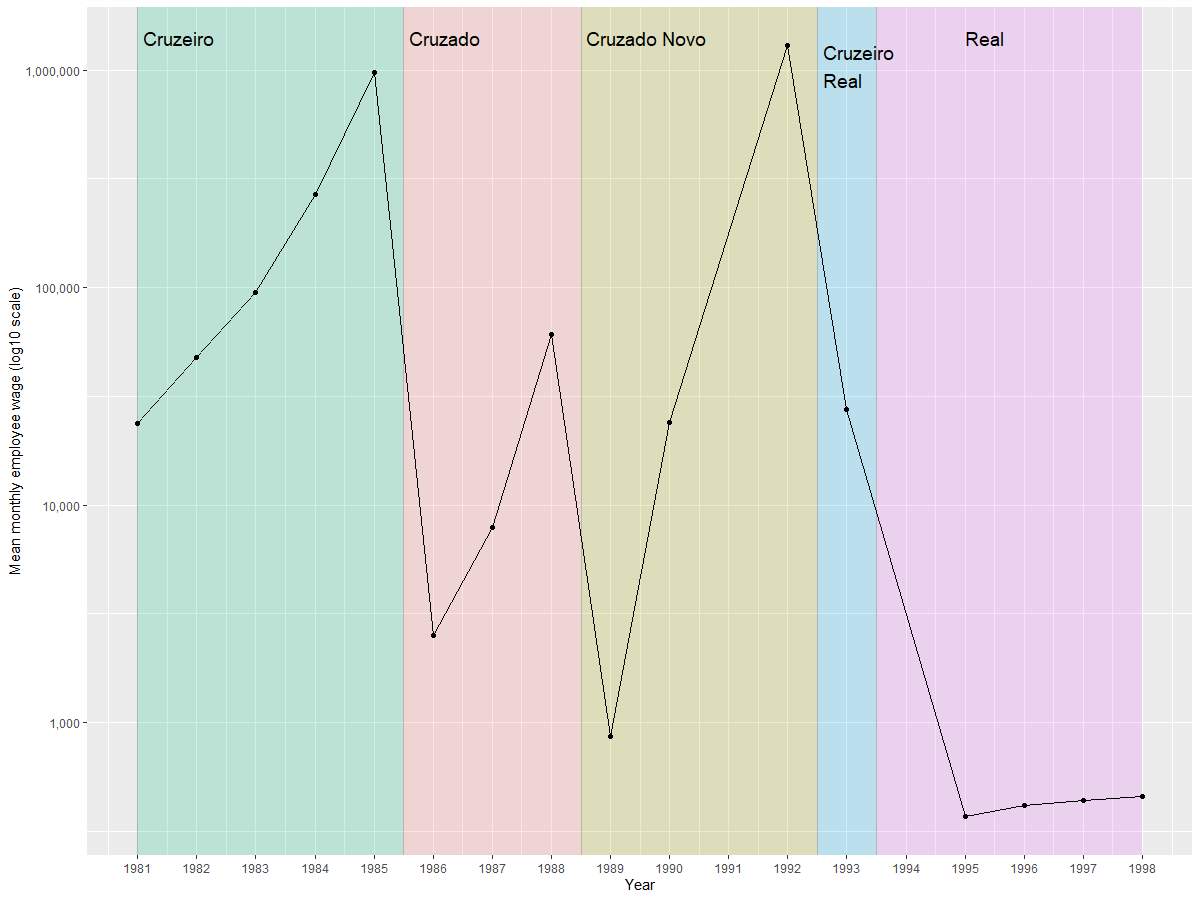 Cruzeiro
Cruzado
Cruzado Novo
Cruzeiro
Real
Real
1,000,000
100,000
10,000
1,000
Mean monthly employee wage (log10 scale)
1981 1982 1983 1984 1985 1986 1987 1988 1989 1990 1991 1992 1993 1994 1995 1996 1997 1998
Year